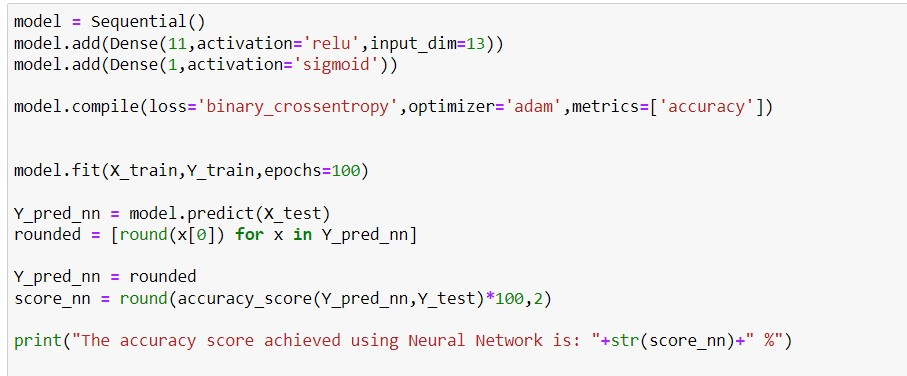 model = Sequential()
model.add(Dense(11,activation='relu',input_dim=13))
model.add(Dense(1,activation='sigmoid'))
model.compile(loss='binary_crossentropy',optimizer='adam',metrics=['accuracy'])
model.fit(X_train,Y_train,epochs=100)
Y_pred_nn = model.predict(X_test)
rounded = [round(x[0]) for x in Y_pred_nn]
Y_pred_nn = rounded
score_nn = round(accuracy_score(Y_pred_nn,Y_test)*100,2)
print("The accuracy score achieved using Neural Network is: "+str(score_nn)+" %")